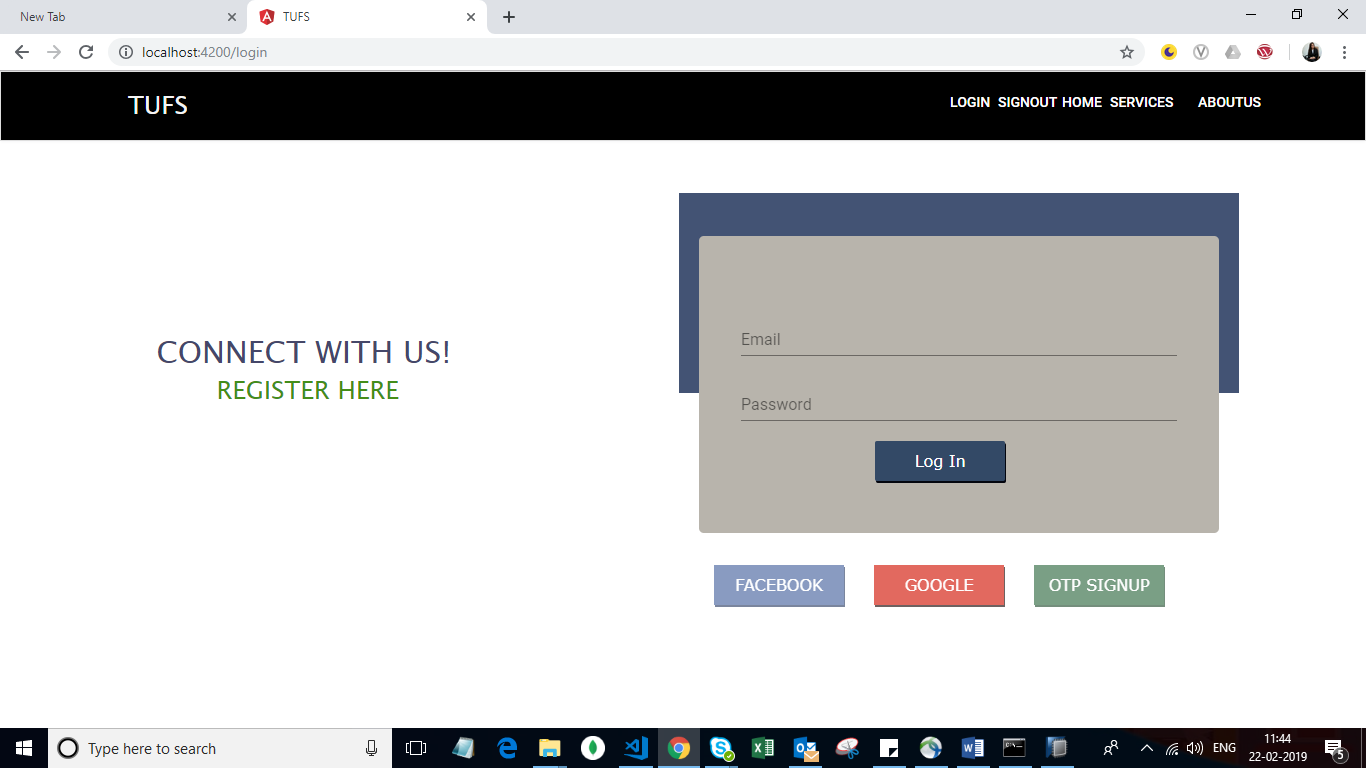 New Tab
TUFS
localhost:4200/login
TUFS
LOGIN SIGNOUT HOME SERVICES ABOUTUS
CONNECT WITH US!
REGISTER HERE
Email
Password
Log In
FACEBOOK GOOGLE OTP SIGNUP
Type here to search
ENG
11:44
22-02-2019
5